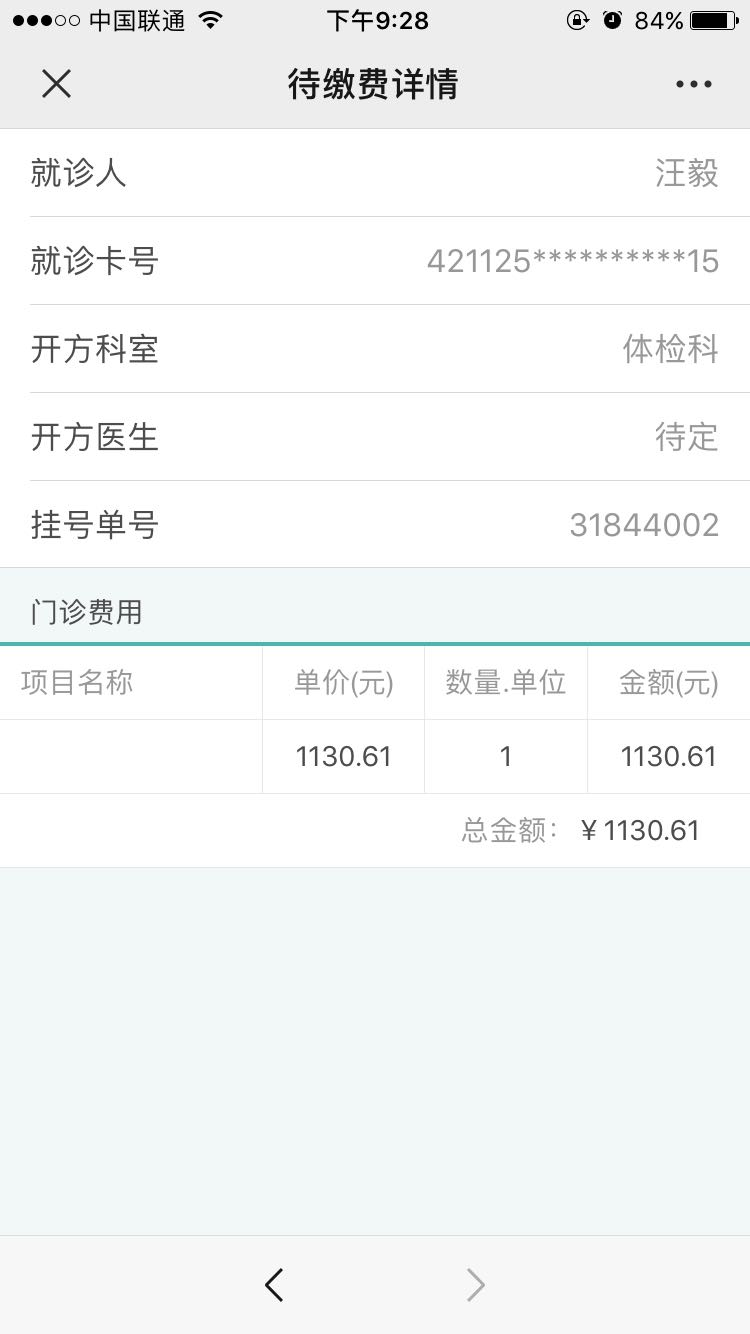 中国联通 下午9:28 84%
待缴费详情
就诊人 汪毅
就诊卡号 421125**********15
开方科室 体检科
开方医生 待定
挂号单号 31844002
门诊费用
项目名称 单价(元) 数量.单位 金额(元)
1130.61 1 1130.61
总金额： ¥ 1130.61